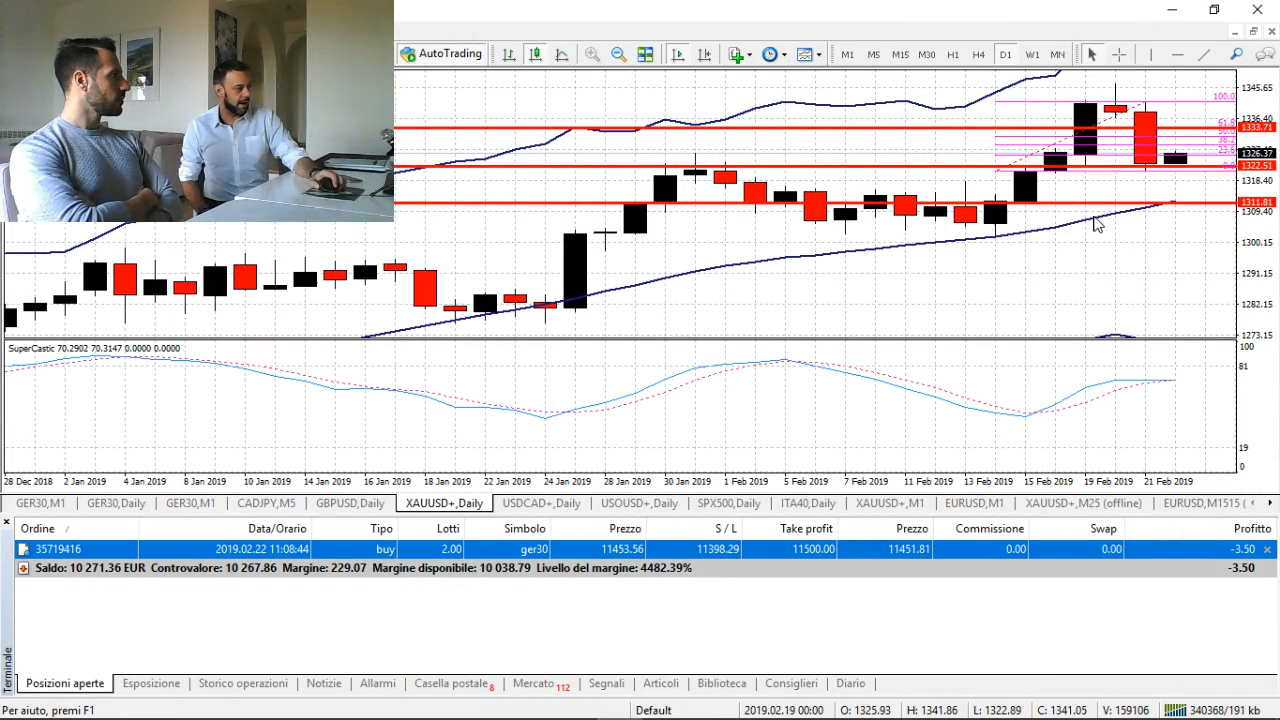 AutoTrading
M1 M5 M15 M30 H1 H4 D1 W1 MN
100.0
1345.65
61.8
1333.71
50.0
38.2
23.6
1326.37
0.0
1322.51
1318.40
1311.81
1309.40
1300.15
1291.15
1282.15
1273.15
SuperCastic 70.2902 70.3147 0.0000 0.0000
100
81
19
0
28 Dec 2018 2 Jan 2019 4 Jan 2019 8 Jan 2019 10 Jan 2019 14 Jan 2019 16 Jan 2019 18 Jan 2019 22 Jan 2019 24 Jan 2019 28 Jan 2019 30 Jan 2019 1 Feb 2019 5 Feb 2019 7 Feb 2019 11 Feb 2019 13 Feb 2019 15 Feb 2019 19 Feb 2019 21 Feb 2019
GER30,M1 GER30,Daily GER30,M1 CADJPY,M5 GBPUSD,Daily XAUUSD+,Daily USDCAD+,Daily USOUSD+,Daily SPX500,Daily ITA40,Daily XAUUSD+,M1 EURUSD,M1 XAUUSD+,M25 (offline) EURUSD,M1515 (
Ordine / Data/Orario Tipo Lotti Simbolo Prezzo S / L Take profit Prezzo Commissione Swap Profitto
35719416 2019.02.22 11:08:44 buy 2.00 ger30 11453.56 11398.29 11500.00 11451.81 0.00 0.00 -3.50
Saldo: 10 271.36 EUR Controvalore: 10 267.86 Margine: 229.07 Margine disponibile: 10 038.79 Livello del margine: 4482.39% -3.50
Terminale
Posizioni aperte Esposizione Storico operazioni Notizie Allarmi Casella postale 8 Mercato 112 Segnali Articoli Biblioteca Consiglieri Diario
Per aiuto, premi F1 Default 2019.02.19 00:00 O: 1325.93 H: 1341.86 L: 1322.89 C: 1341.05 V: 159106 340368/191 kb